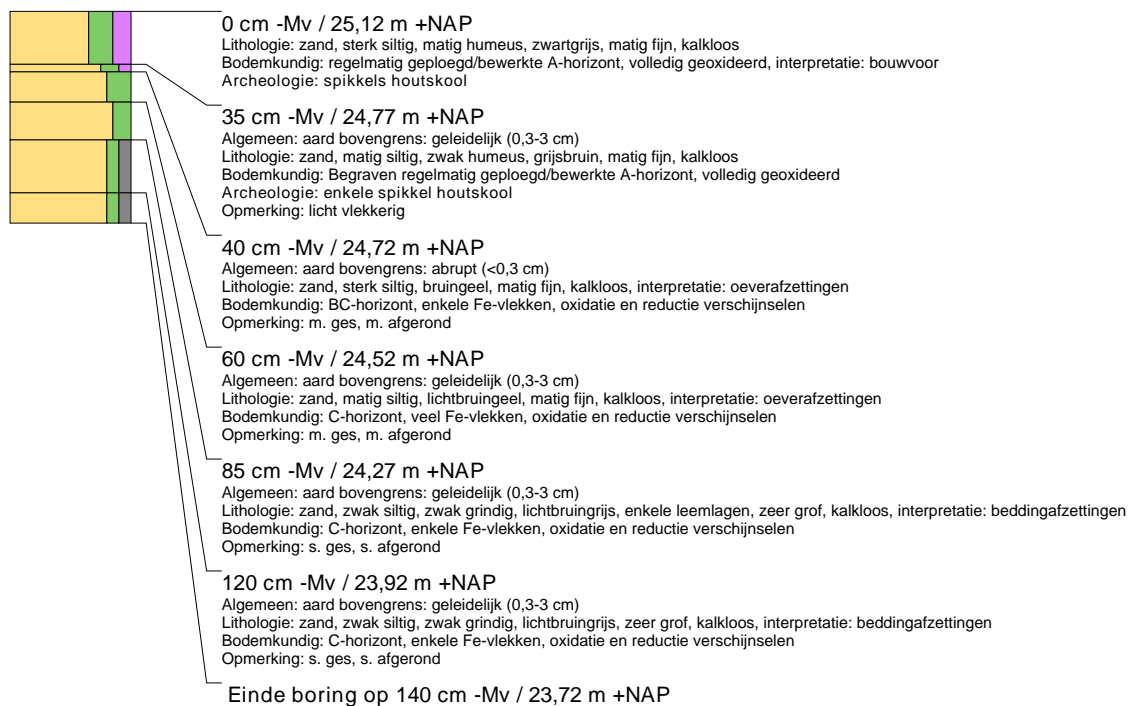 0 cm -Mv / 25,12 m +NAP
Lithologie: zand, sterk siltig, matig humeus, zwartgrijs, matig fijn, kalkloos
Bodemkundig: regelmatig geploegd/bewerkte A-horizont, volledig geoxideerd, interpretatie: bouwvoor
Archeologie: spikkels houtskool
35 cm -Mv / 24,77 m +NAP
Algemeen: aard bovengrens: geleidelijk (0,3-3 cm)
Lithologie: zand, matig siltig, zwak humeus, grijsbruin, matig fijn, kalkloos
Bodemkundig: Begraven regelmatig geploegd/bewerkte A-horizont, volledig geoxideerd
Archeologie: enkele spikkel houtskool
Opmerking: licht vlekkerig
40 cm -Mv / 24,72 m +NAP
Algemeen: aard bovengrens: abrupt (<0,3 cm)
Lithologie: zand, sterk siltig, bruingeel, matig fijn, kalkloos, interpretatie: oeverafzettingen
Bodemkundig: BC-horizont, enkele Fe-vlekken, oxidatie en reductie verschijnselen
Opmerking: m. ges, m. afgerond
60 cm -Mv / 24,52 m +NAP
Algemeen: aard bovengrens: geleidelijk (0,3-3 cm)
Lithologie: zand, matig siltig, lichtbruingeel, matig fijn, kalkloos, interpretatie: oeverafzettingen
Bodemkundig: C-horizont, veel Fe-vlekken, oxidatie en reductie verschijnselen
Opmerking: m. ges, m. afgerond
85 cm -Mv / 24,27 m +NAP
Algemeen: aard bovengrens: geleidelijk (0,3-3 cm)
Lithologie: zand, zwak siltig, zwak grindig, lichtbruingrijs, enkele leemlagen, zeer grof, kalkloos, interpretatie: beddingafzettingen
Bodemkundig: C-horizont, enkele Fe-vlekken, oxidatie en reductie verschijnselen
Opmerking: s. ges, s. afgerond
120 cm -Mv / 23,92 m +NAP
Algemeen: aard bovengrens: geleidelijk (0,3-3 cm)
Lithologie: zand, zwak siltig, zwak grindig, lichtbruingrijs, zeer grof, kalkloos, interpretatie: beddingafzettingen
Bodemkundig: C-horizont, enkele Fe-vlekken, oxidatie en reductie verschijnselen
Opmerking: s. ges, s. afgerond
Einde boring op 140 cm -Mv / 23,72 m +NAP